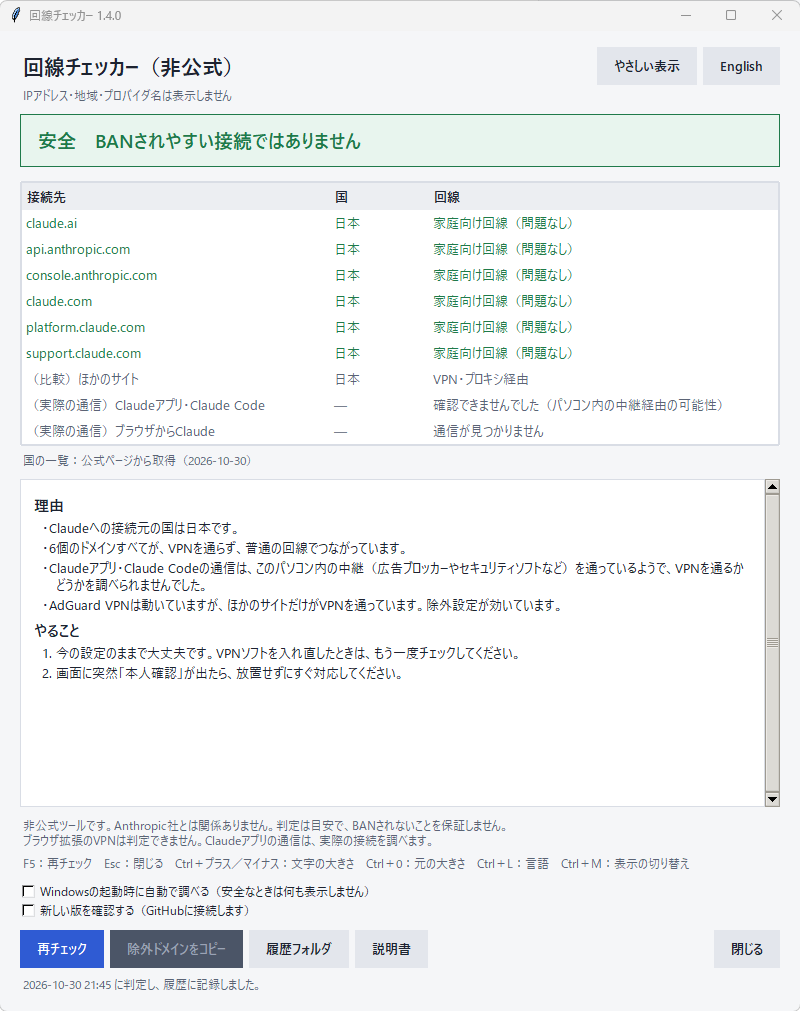 回線チェッカー 1.4.0
回線チェッカー（非公式）
やさしい表示
English
IPアドレス・地域・プロバイダ名は表示しません
安全　BANされやすい接続ではありません
接続先　国　回線
claude.ai　日本　家庭向け回線（問題なし）
api.anthropic.com　日本　家庭向け回線（問題なし）
console.anthropic.com　日本　家庭向け回線（問題なし）
claude.com　日本　家庭向け回線（問題なし）
platform.claude.com　日本　家庭向け回線（問題なし）
support.claude.com　日本　家庭向け回線（問題なし）
（比較）ほかのサイト　日本　VPN・プロキシ経由
（実際の通信）Claudeアプリ・Claude Code　—　確認できませんでした（パソコン内の中継経由の可能性）
（実際の通信）ブラウザからClaude　—　通信が見つかりません
国の一覧：公式ページから取得（2026-10-30）
理由
・Claudeへの接続元の国は日本です。
・6個のドメインすべてが、VPNを通らず、普通の回線でつながっています。
・Claudeアプリ・Claude Codeの通信は、このパソコン内の中継（広告ブロッカーやセキュリティソフトなど）を通っているようで、VPNを通るか
どうかを調べられませんでした。
・AdGuard VPNは動いていますが、ほかのサイトだけがVPNを通っています。除外設定が効いています。
やること
1. 今の設定のままで大丈夫です。VPNソフトを入れ直したときは、もう一度チェックしてください。
2. 画面に突然「本人確認」が出たら、放置せずにすぐ対応してください。
非公式ツールです。Anthropic社とは関係ありません。判定は目安で、BANされないことを保証しません。
ブラウザ拡張のVPNは判定できません。Claudeアプリの通信は、実際の接続を調べます。
F5：再チェック　Esc：閉じる　Ctrl＋プラス／マイナス：文字の大きさ　Ctrl＋0：元の大きさ　Ctrl＋L：言語　Ctrl＋M：表示の切り替え
Windowsの起動時に自動で調べる（安全なときは何も表示しません）
新しい版を確認する（GitHubに接続します）
再チェック　除外ドメインをコピー　履歴フォルダ　説明書　閉じる
2026-10-30 21:45 に判定し、履歴に記録しました。